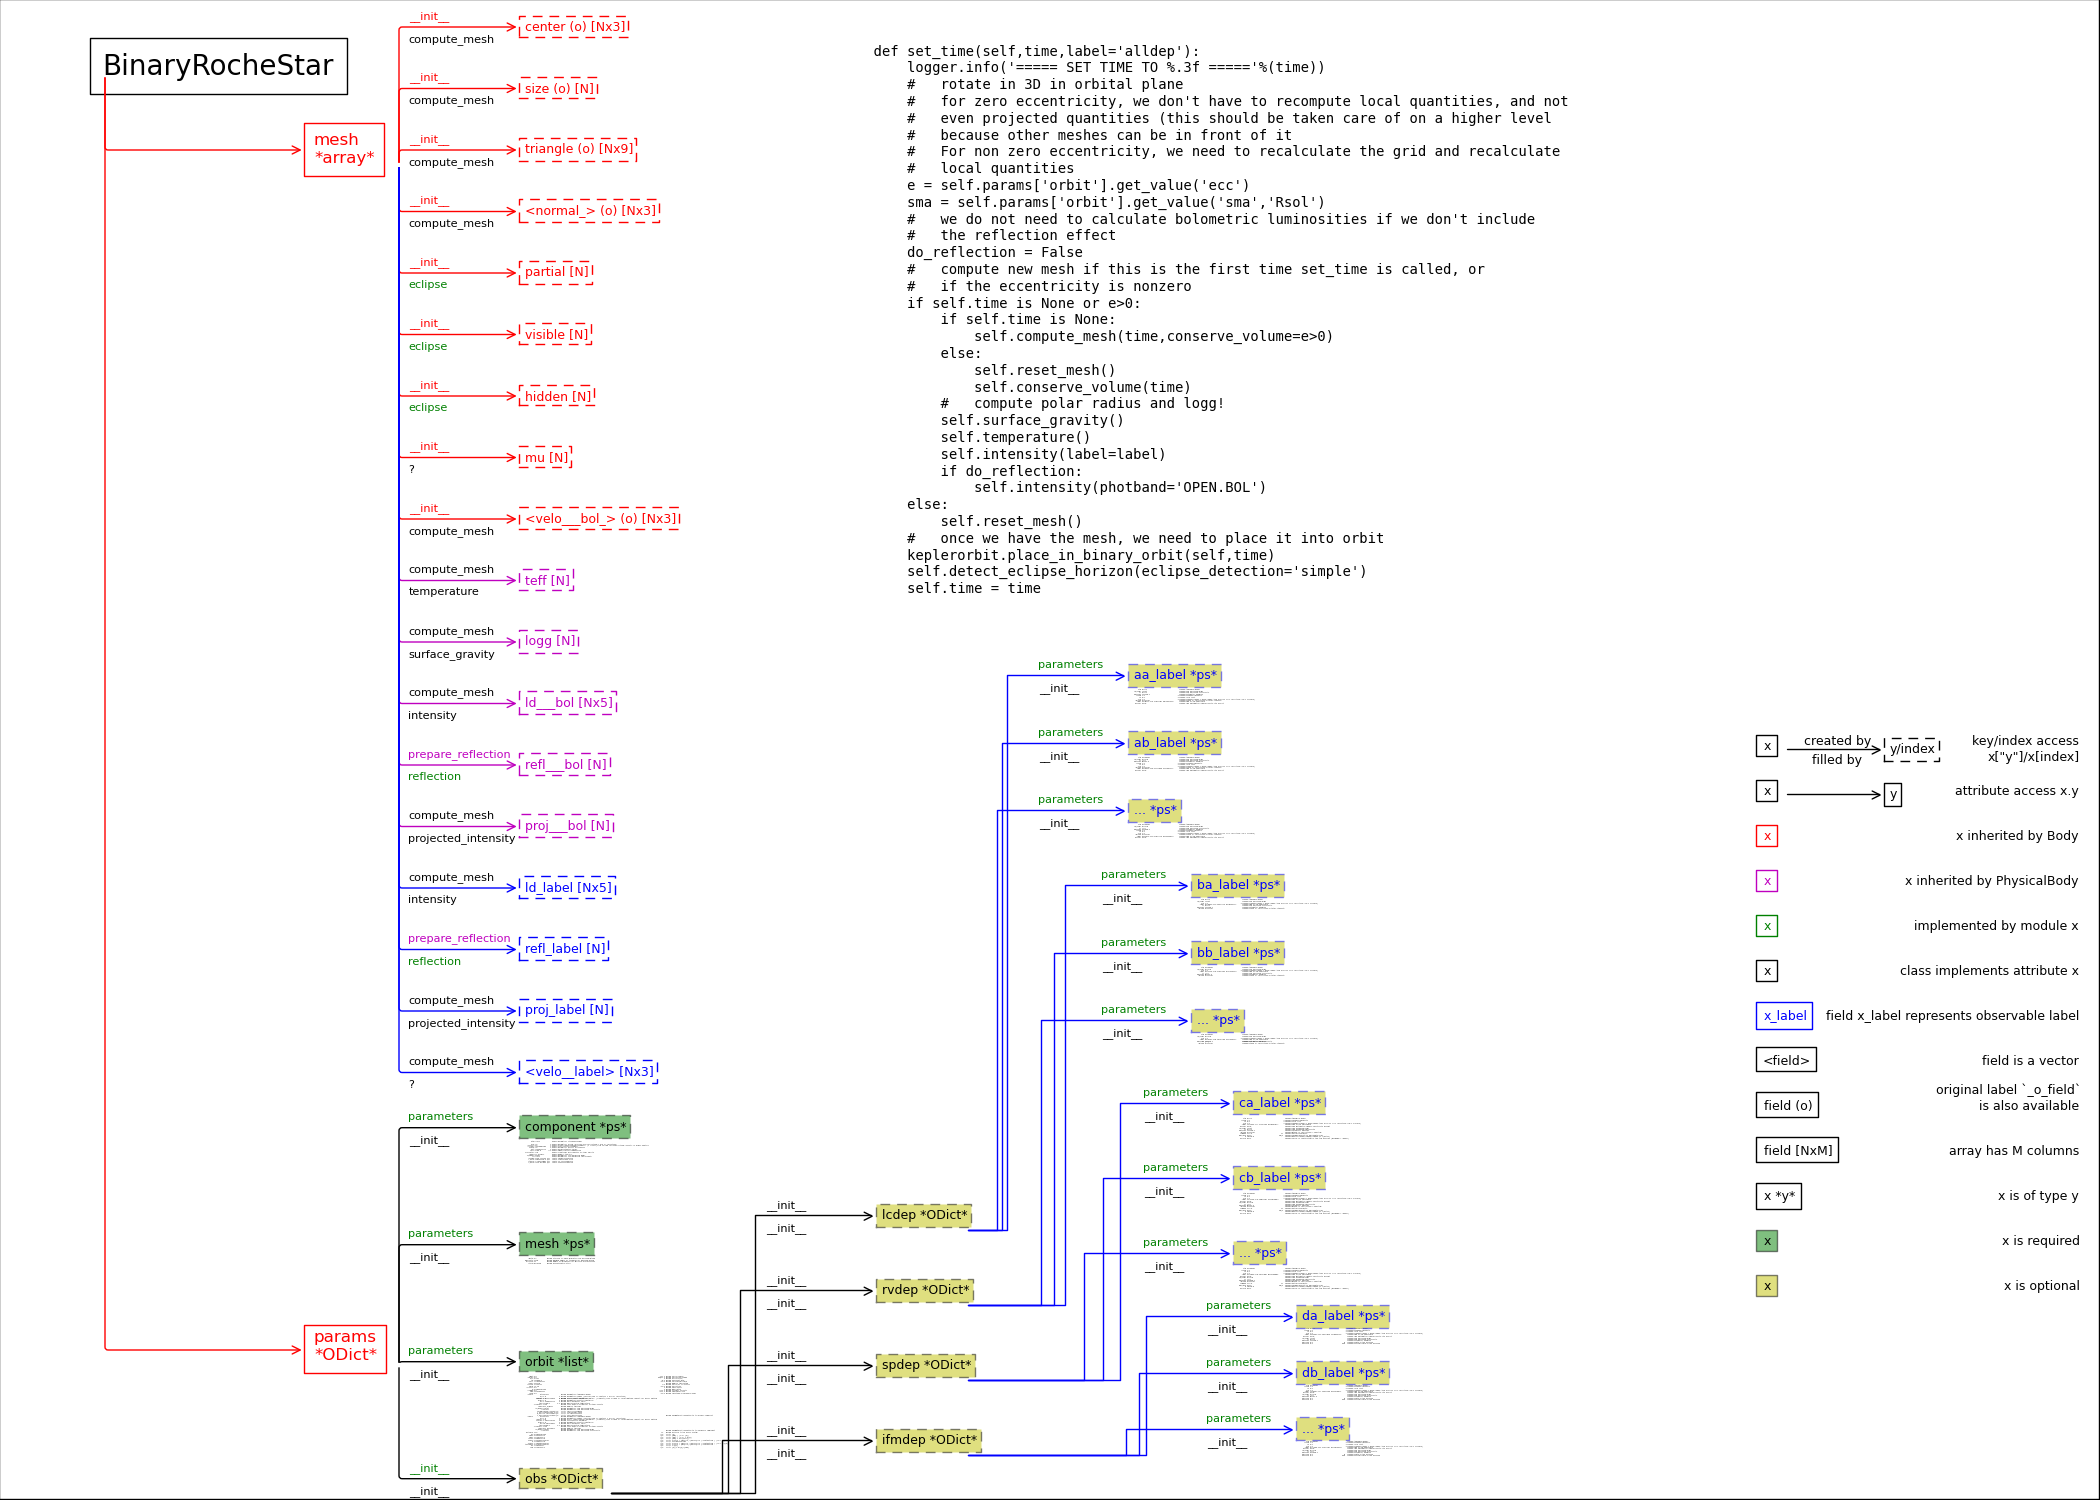 BinaryRocheStar
mesh
*array*
__init__
center (o) [Nx3]
compute_mesh
__init__
size (o) [N]
compute_mesh
__init__
triangle (o) [Nx9]
compute_mesh
__init__
<normal_> (o) [Nx3]
compute_mesh
__init__
partial [N]
eclipse
__init__
visible [N]
eclipse
__init__
hidden [N]
eclipse
__init__
mu [N]
?
__init__
<velo___bol_> (o) [Nx3]
compute_mesh
compute_mesh
teff [N]
temperature
compute_mesh
logg [N]
surface_gravity
compute_mesh
ld___bol [Nx5]
intensity
prepare_reflection
refl___bol [N]
reflection
compute_mesh
proj___bol [N]
projected_intensity
compute_mesh
ld_label [Nx5]
intensity
prepare_reflection
refl_label [N]
reflection
compute_mesh
proj_label [N]
projected_intensity
compute_mesh
<velo__label> [Nx3]
?
def set_time(self,time,label='alldep'):
    logger.info('===== SET TIME TO %.3f ====='%(time))
    #   rotate in 3D in orbital plane
    #   for zero eccentricity, we don't have to recompute local quantities, and not
    #   even projected quantities (this should be taken care of on a higher level
    #   because other meshes can be in front of it
    #   For non zero eccentricity, we need to recalculate the grid and recalculate
    #   local quantities
    e = self.params['orbit'].get_value('ecc')
    sma = self.params['orbit'].get_value('sma','Rsol')
    #   we do not need to calculate bolometric luminosities if we don't include
    #   the reflection effect
    do_reflection = False
    #   compute new mesh if this is the first time set_time is called, or
    #   if the eccentricity is nonzero
    if self.time is None or e>0:
        if self.time is None:
            self.compute_mesh(time,conserve_volume=e>0)
        else:
            self.reset_mesh()
            self.conserve_volume(time)
        #   compute polar radius and logg!
        self.surface_gravity()
        self.temperature()
        self.intensity(label=label)
        if do_reflection:
            self.intensity(photband='OPEN.BOL')
    else:
        self.reset_mesh()
    #   once we have the mesh, we need to place it into orbit
    keplerorbit.place_in_binary_orbit(self,time)
    self.detect_eclipse_horizon(eclipse_detection='simple')
    self.time = time
params
*ODict*
parameters
component *ps*
__init__
parameters
mesh *ps*
__init__
parameters
orbit *list*
__init__
__init__
obs *ODict*
__init__
__init__
lcdep *ODict*
__init__
__init__
rvdep *ODict*
__init__
__init__
spdep *ODict*
__init__
__init__
ifmdep *ODict*
__init__
parameters
aa_label *ps*
__init__
parameters
ab_label *ps*
__init__
parameters
... *ps*
__init__
parameters
ba_label *ps*
__init__
parameters
bb_label *ps*
__init__
parameters
... *ps*
__init__
parameters
ca_label *ps*
__init__
parameters
cb_label *ps*
__init__
parameters
... *ps*
__init__
parameters
da_label *ps*
__init__
parameters
db_label *ps*
__init__
parameters
... *ps*
__init__
x created by y/index key/index access
filled by x["y"]/x[index]
x y attribute access x.y
x x inherited by Body
x x inherited by PhysicalBody
x implemented by module x
x class implements attribute x
x_label field x_label represents observable label
<field> field is a vector
field (o) original label `_o_field`
is also available
field [NxM] array has M columns
x *y* x is of type y
x x is required
x x is optional